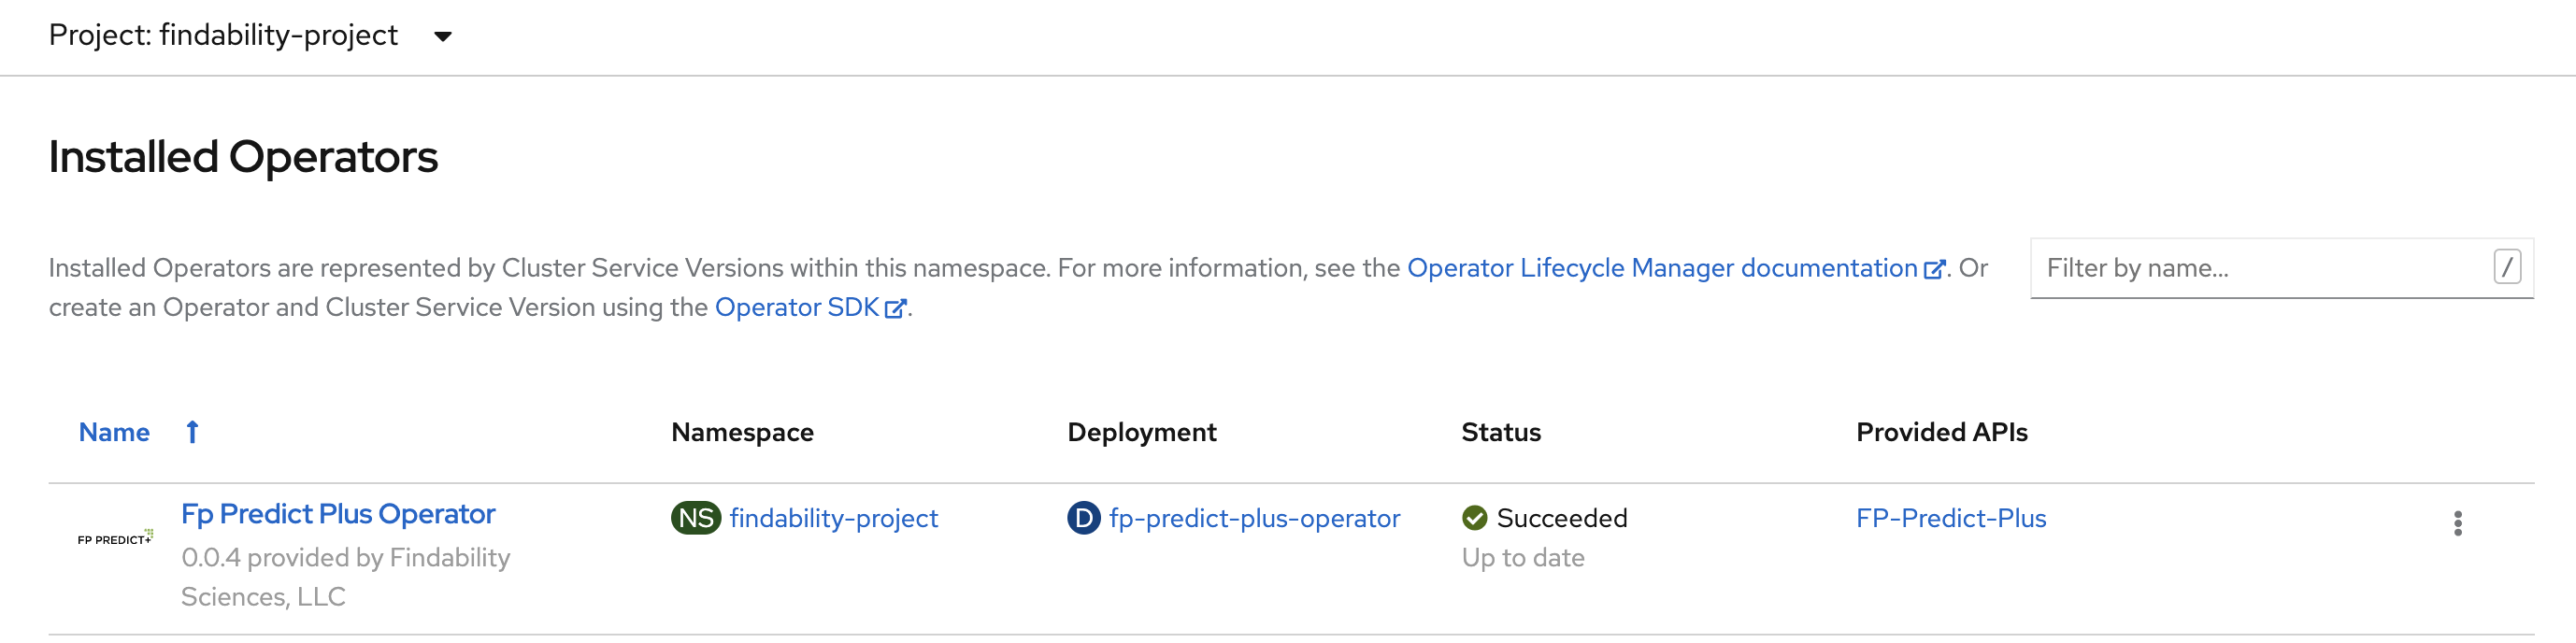 Project: findability-project
Installed Operators
Installed Operators are represented by Cluster Service Versions within this namespace. For more information, see the Operator Lifecycle Manager documentation. Or
create an Operator and Cluster Service Version using the Operator SDK.
Filter by name...
/
Name
Namespace
Deployment
Status
Provided APIs
FP PREDICT+
Fp Predict Plus Operator
0.0.4 provided by Findability
Sciences, LLC
NS findability-project
D fp-predict-plus-operator
Succeeded
Up to date
FP-Predict-Plus